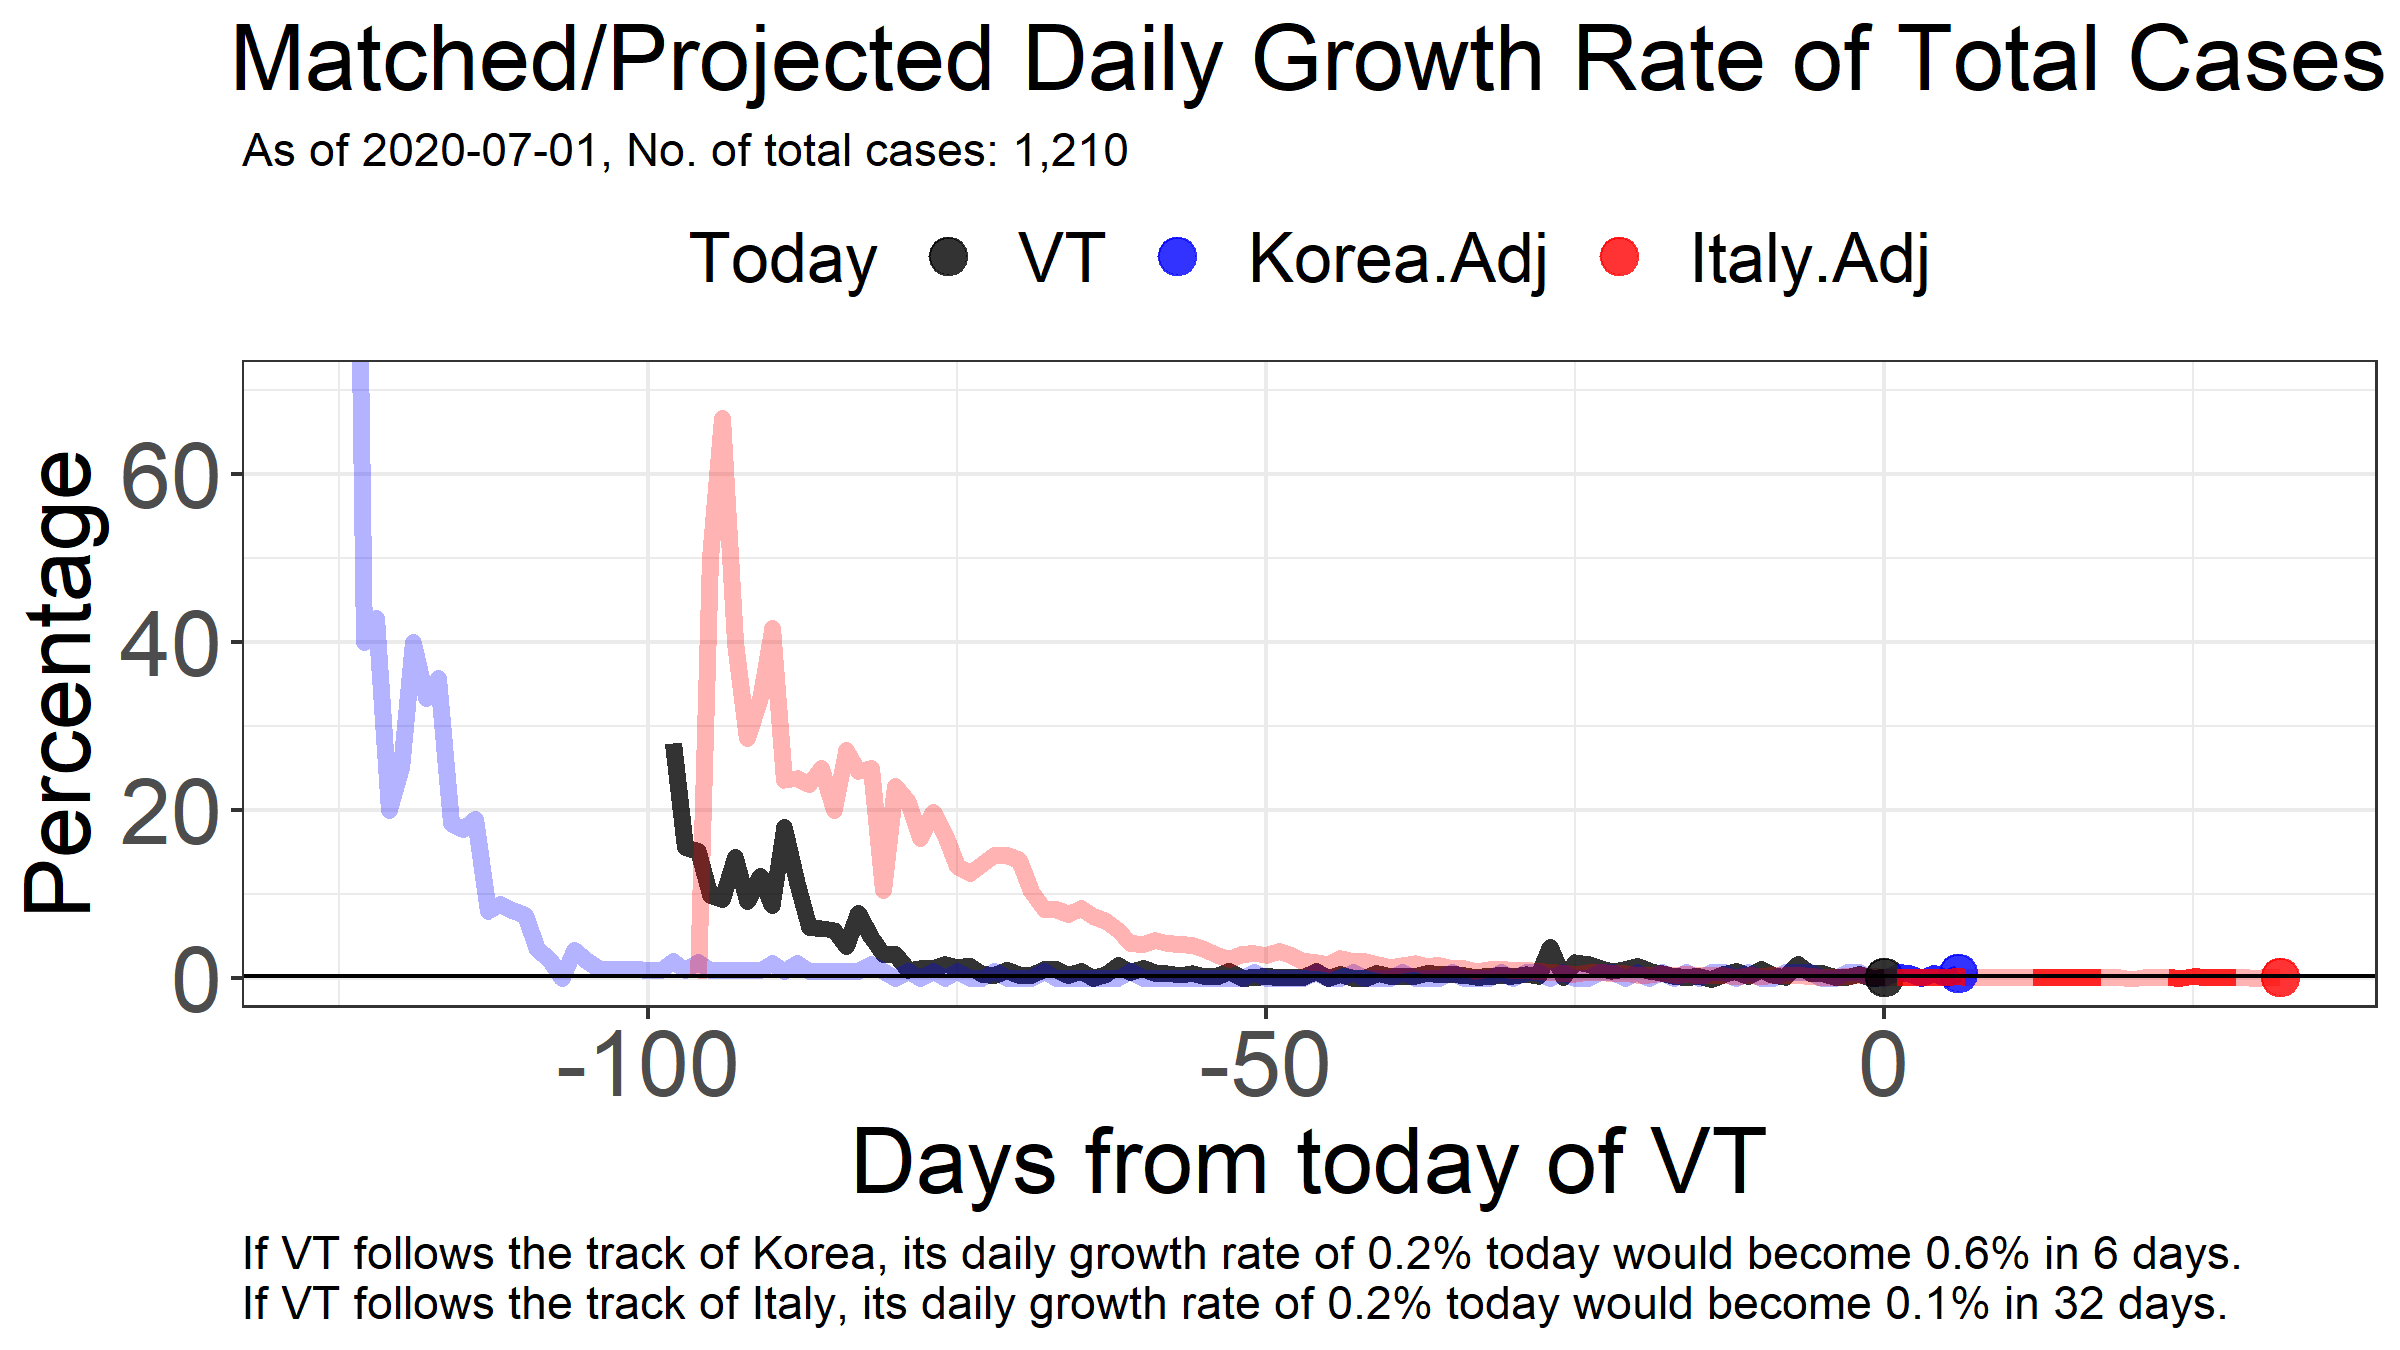 Matched/Projected Daily Growth Rate of Total Cases
As of 2020-07-01, No. of total cases: 1,210
Today VT Korea.Adj Italy.Adj
Percentage
60
40
20
0
-100 -50 0
Days from today of VT
If VT follows the track of Korea, its daily growth rate of 0.2% today would become 0.6% in 6 days.
If VT follows the track of Italy, its daily growth rate of 0.2% today would become 0.1% in 32 days.